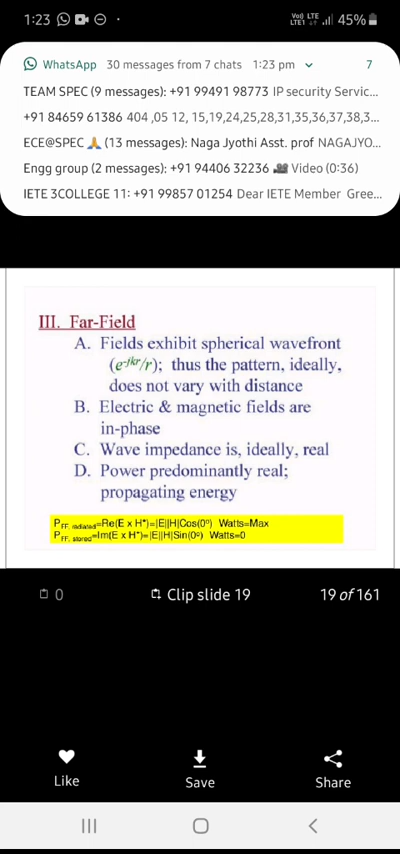 1:23 Vo) LTE LTE1 45%
WhatsApp 30 messages from 7 chats 1:23 pm 7
TEAM SPEC (9 messages): +91 99491 98773 IP security Servic...
+91 84659 61386 404 ,05 12, 15,19,24,25,28,31,35,36,37,38,3...
ECE@SPEC 🙏 (13 messages): Naga Jyothi Asst. prof NAGAJYO...
Engg group (2 messages): +91 94406 32236 🎥 Video (0:36)
IETE 3COLLEGE 11: +91 99857 01254 Dear IETE Member Gree...
III. Far-Field
A. Fields exhibit spherical wavefront
(e-jkr/r); thus the pattern, ideally,
does not vary with distance
B. Electric & magnetic fields are
in-phase
C. Wave impedance is, ideally, real
D. Power predominantly real;
propagating energy
PFF, radiated=Re(E x H*)=|E||H|Cos(0º) Watts=Max
PFF, stored=Im(E x H*)=|E||H|Sin(0º) Watts=0
0 Clip slide 19 19 of 161
Like Save Share